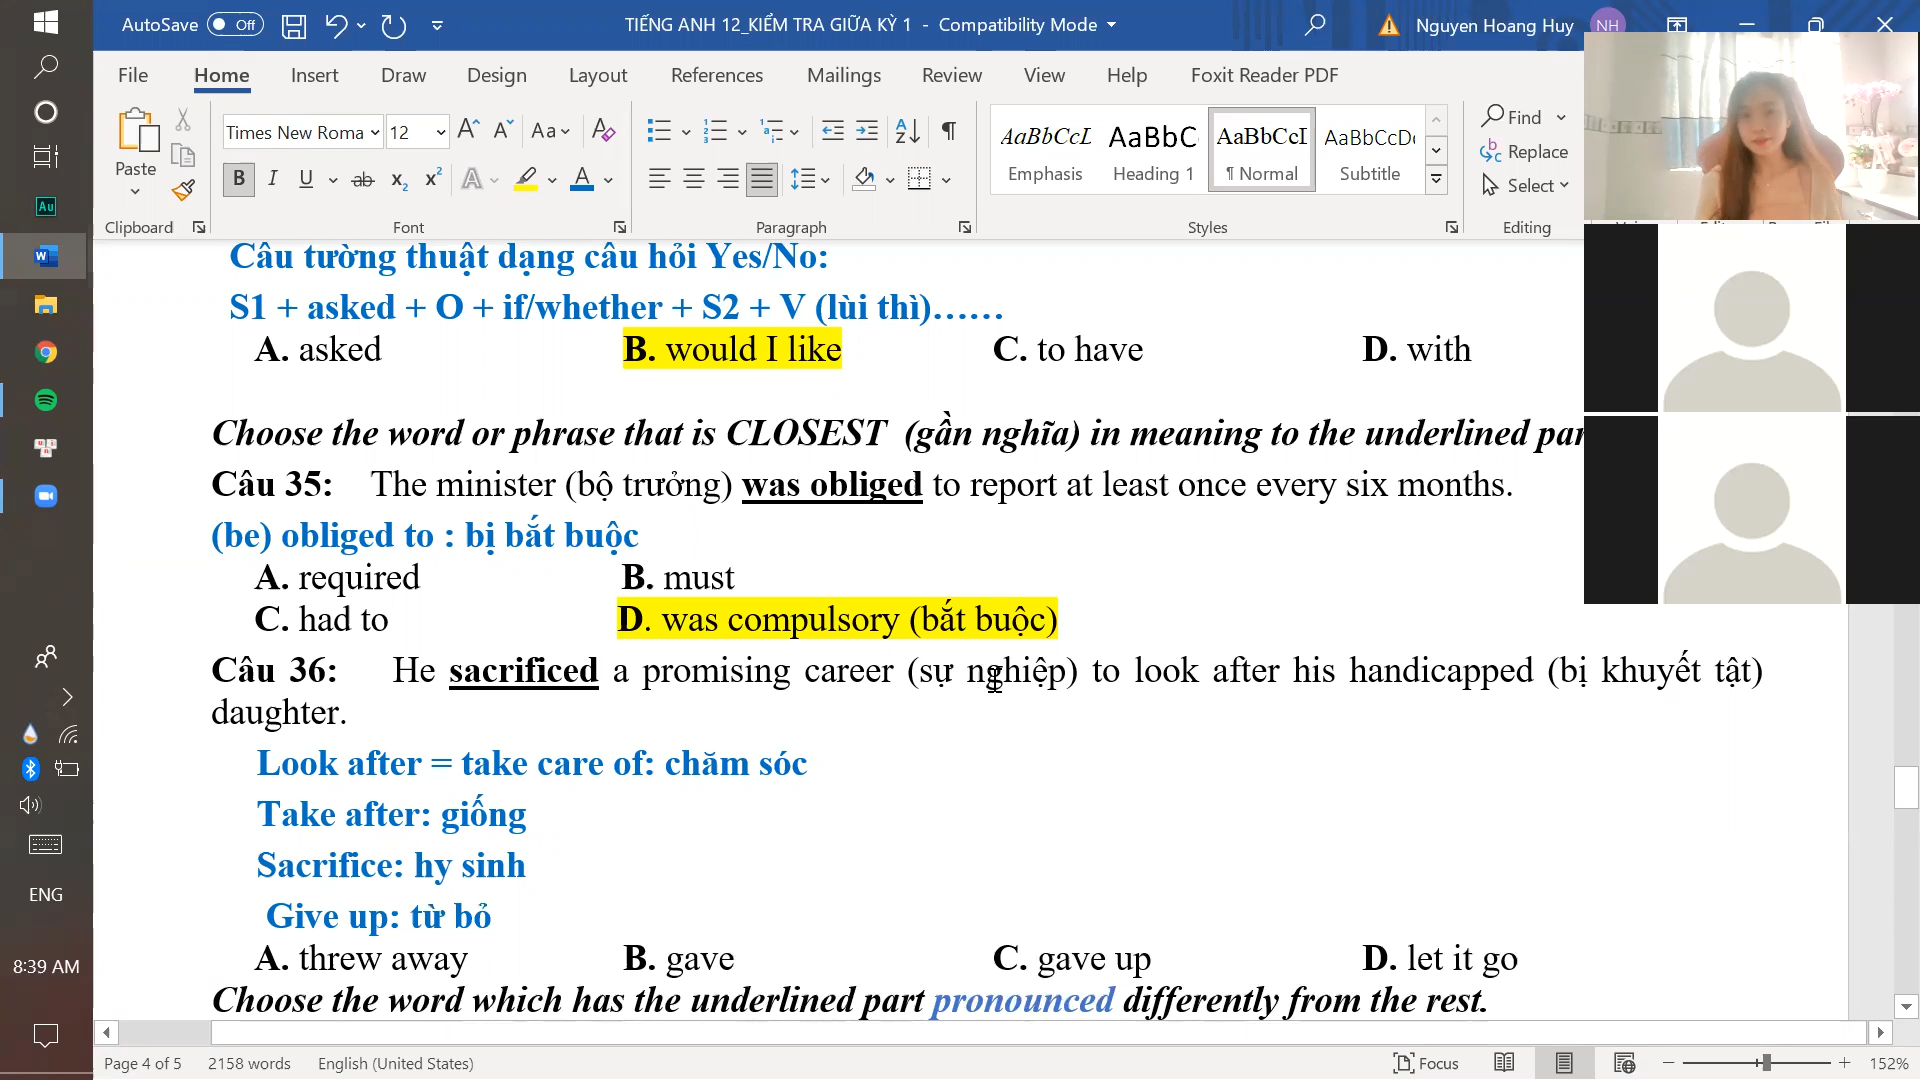 AutoSave Off TIẾNG ANH 12_KIỂM TRA GIỮA KỲ 1 - Compatibility Mode Nguyen Hoang Huy NH
File Home Insert Draw Design Layout References Mailings Review View Help Foxit Reader PDF
Paste
Clipboard
Times New Roma 12
Font
Paragraph
AaBbCcL AaBbC AaBbCcI AaBbCcD
Emphasis Heading 1 ¶ Normal Subtitle
Styles
Find
Replace
Select
Editing
Câu tường thuật dạng câu hỏi Yes/No:
S1 + asked + O + if/whether + S2 + V (lùi thì)……
A. asked B. would I like C. to have D. with
Choose the word or phrase that is CLOSEST (gần nghĩa) in meaning to the underlined par
Câu 35: The minister (bộ trưởng) was obliged to report at least once every six months.
(be) obliged to : bị bắt buộc
A. required B. must
C. had to D. was compulsory (bắt buộc)
Câu 36: He sacrificed a promising career (sự nghiệp) to look after his handicapped (bị khuyết tật)
daughter.
Look after = take care of: chăm sóc
Take after: giống
Sacrifice: hy sinh
Give up: từ bỏ
A. threw away B. gave C. gave up D. let it go
Choose the word which has the underlined part pronounced differently from the rest.
ENG
8:39 AM
Page 4 of 5 2158 words English (United States) Focus 152%